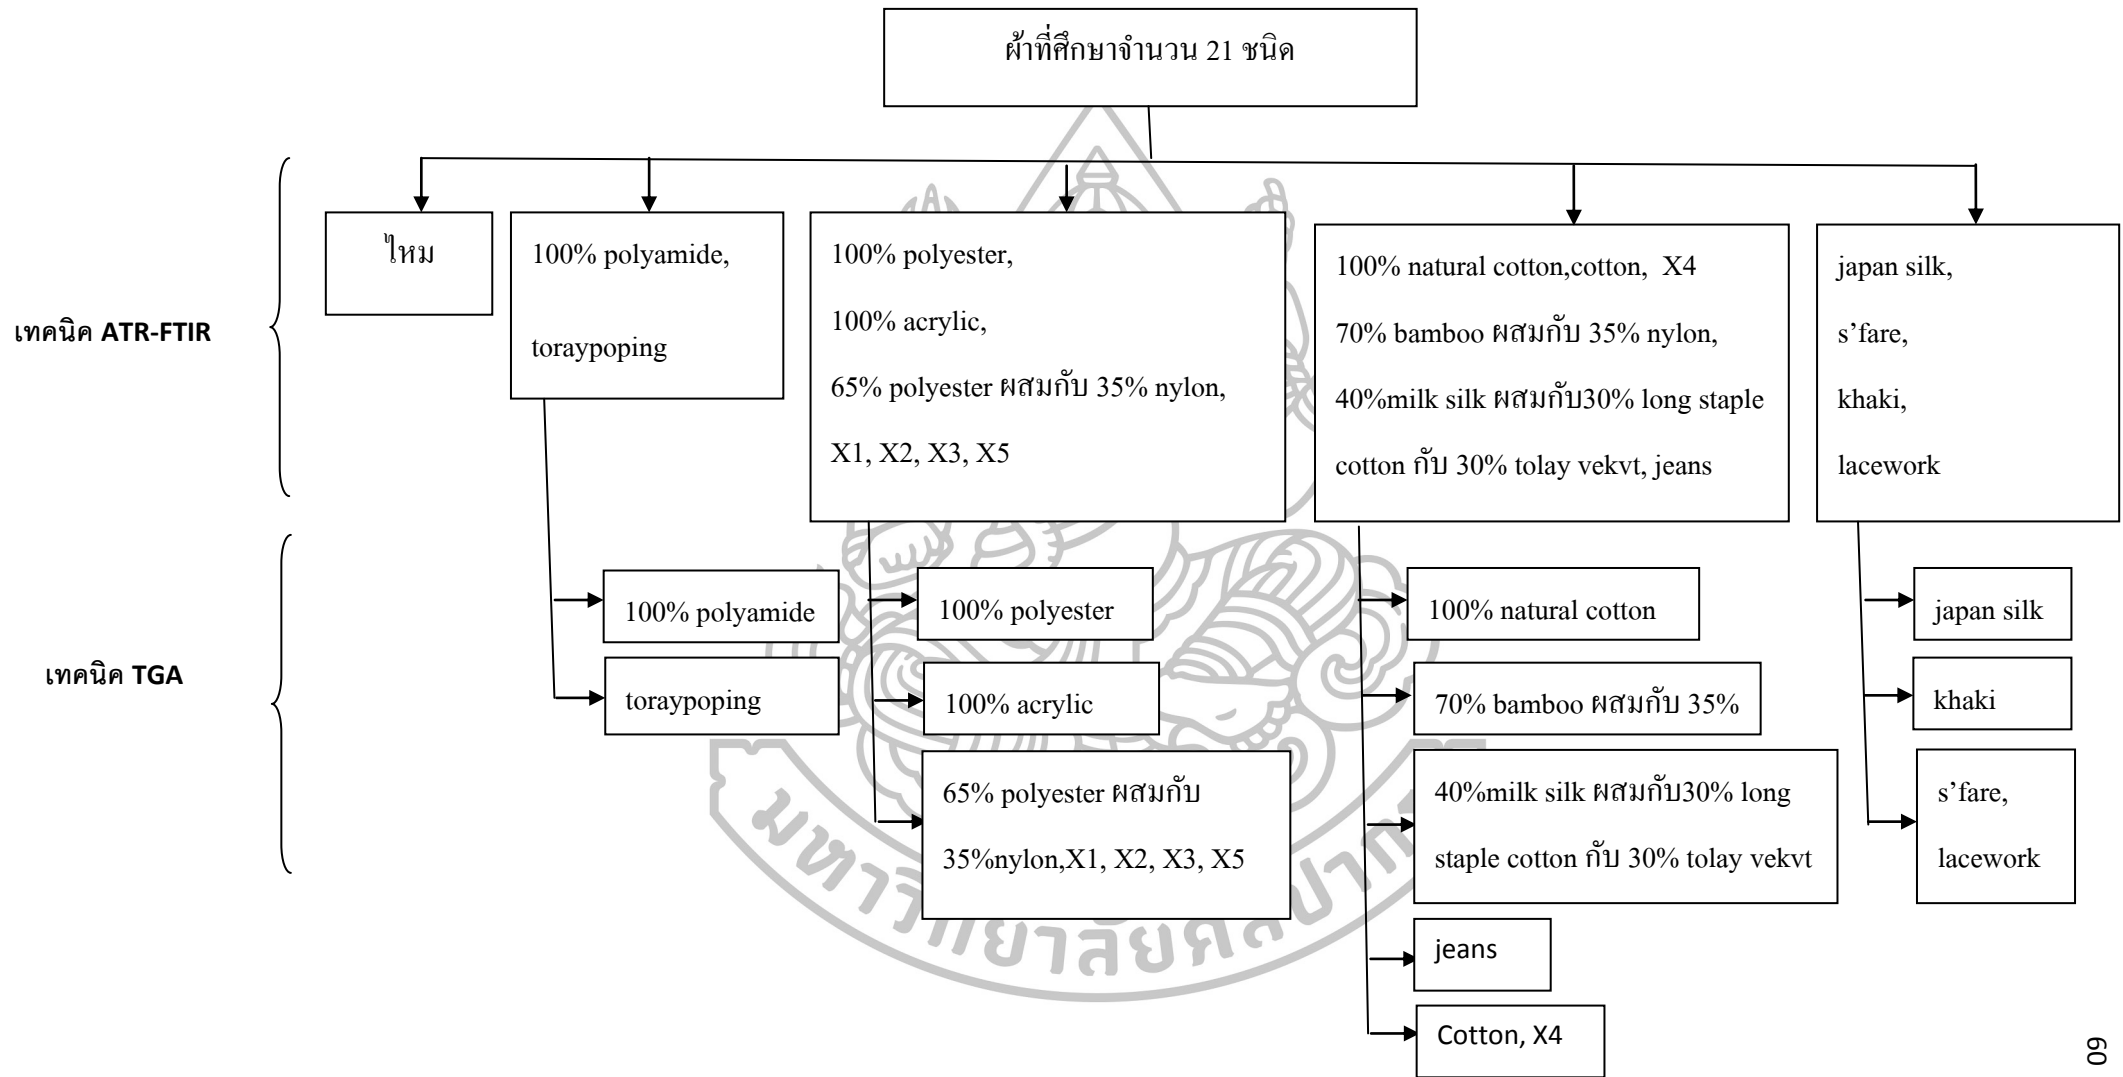 ผ้าที่ศึกษาจำนวน 21 ชนิด
เทคนิค ATR-FTIR
ไหม
100% polyamide,
toraypoping
100% polyester,
100% acrylic,
65% polyester ผสมกับ 35% nylon,
X1, X2, X3, X5
100% natural cotton,cotton, X4
70% bamboo ผสมกับ 35% nylon,
40%milk silk ผสมกับ30% long staple
cotton กับ 30% tolay vekvt, jeans
japan silk,
s’fare,
khaki,
lacework
เทคนิค TGA
100% polyamide
toraypoping
100% polyester
100% acrylic
65% polyester ผสมกับ
35%nylon,X1, X2, X3, X5
100% natural cotton
70% bamboo ผสมกับ 35%
40%milk silk ผสมกับ30% long
staple cotton กับ 30% tolay vekvt
jeans
Cotton, X4
japan silk
khaki
s’fare,
lacework
60